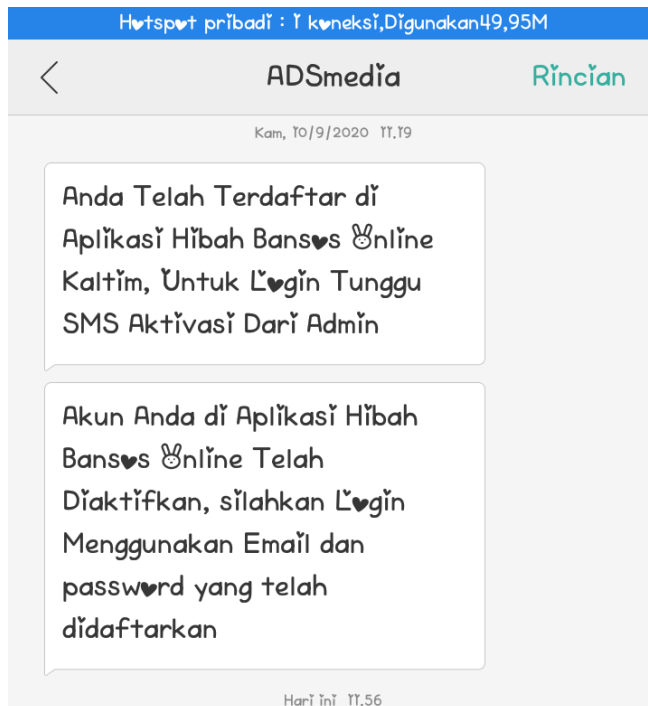 Hotspot pribadi : 1 koneksi,Digunakan49,95M
ADSmedia
Rincian
Kam, 10/9/2020 11.19
Anda Telah Terdaftar di
Aplikasi Hibah Bansos Online
Kaltim, Untuk Login Tunggu
SMS Aktivasi Dari Admin
Akun Anda di Aplikasi Hibah
Bansos Online Telah
Diaktifkan, silahkan Login
Menggunakan Email dan
password yang telah
didaftarkan
Hari ini 11.56